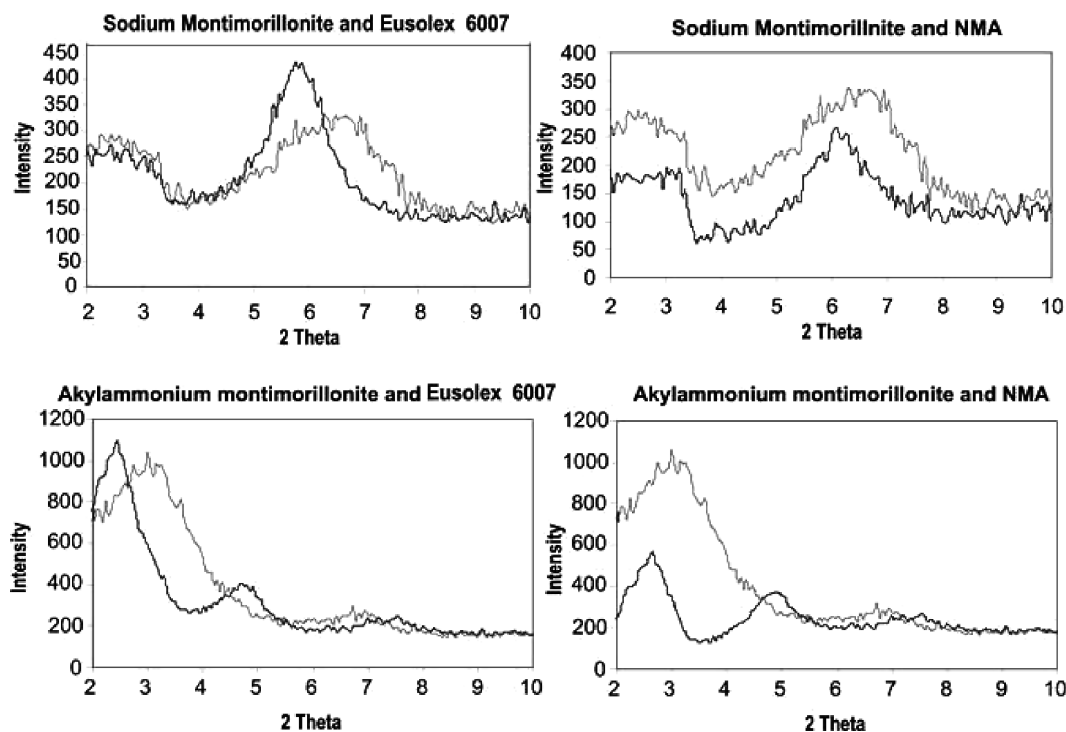 Sodium Montimorillonite and Eusolex 6007
450
400
350
300
250
200
150
100
50
0
Intensity
2 3 4 5 6 7 8 9 10
2 Theta
Sodium Montimorillnite and NMA
400
350
300
250
200
150
100
50
0
Intensity
2 3 4 5 6 7 8 9 10
2 Theta
Akylammonium montimorillonite and Eusolex 6007
1200
1000
800
600
400
200
0
Intensity
2 3 4 5 6 7 8 9 10
2 Theta
Akylammonium montimorillonite and NMA
1200
1000
800
600
400
200
0
Intensity
2 3 4 5 6 7 8 9 10
2 Theta